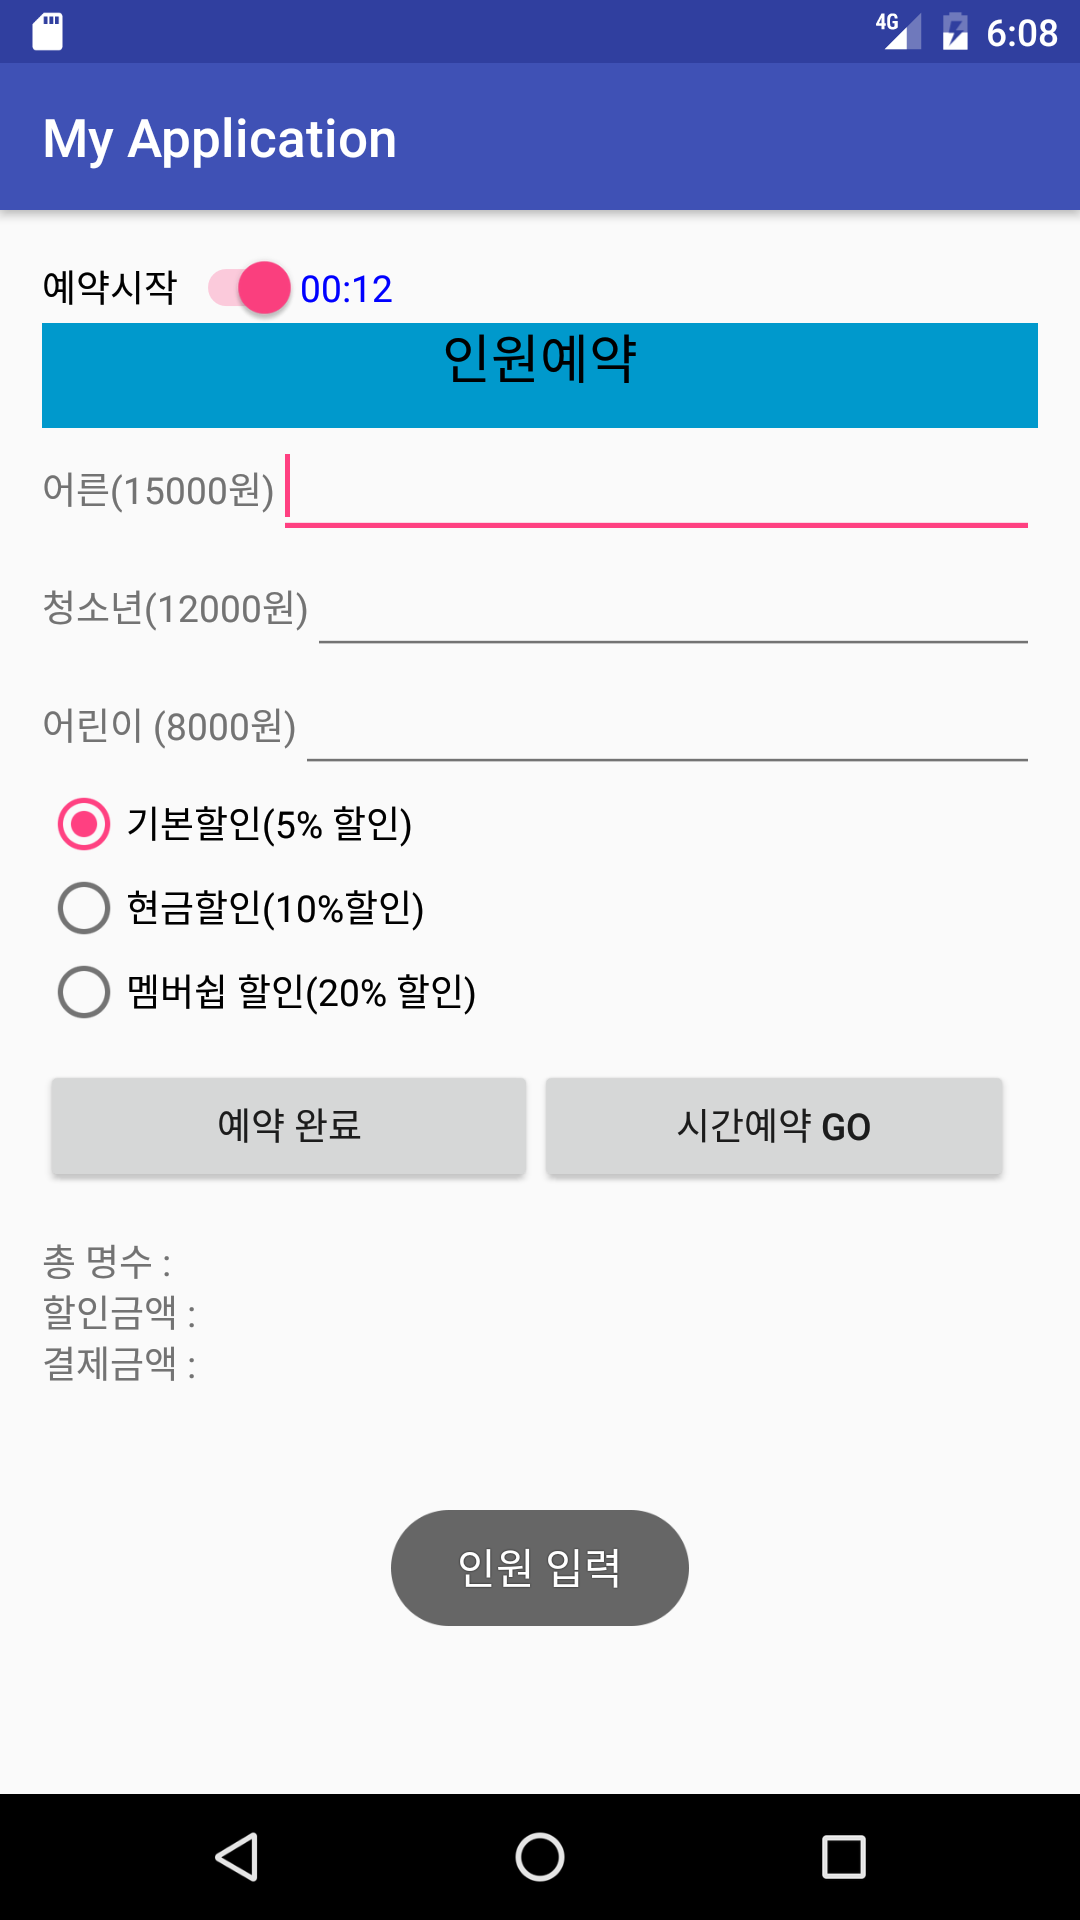 4G 6:08
My Application
예약시작 00:12
인원예약
어른(15000원)
청소년(12000원)
어린이 (8000원)
기본할인(5% 할인)
현금할인(10%할인)
멤버쉽 할인(20% 할인)
예약 완료 시간예약 GO
총 명수 :
할인금액 :
결제금액 :
인원 입력